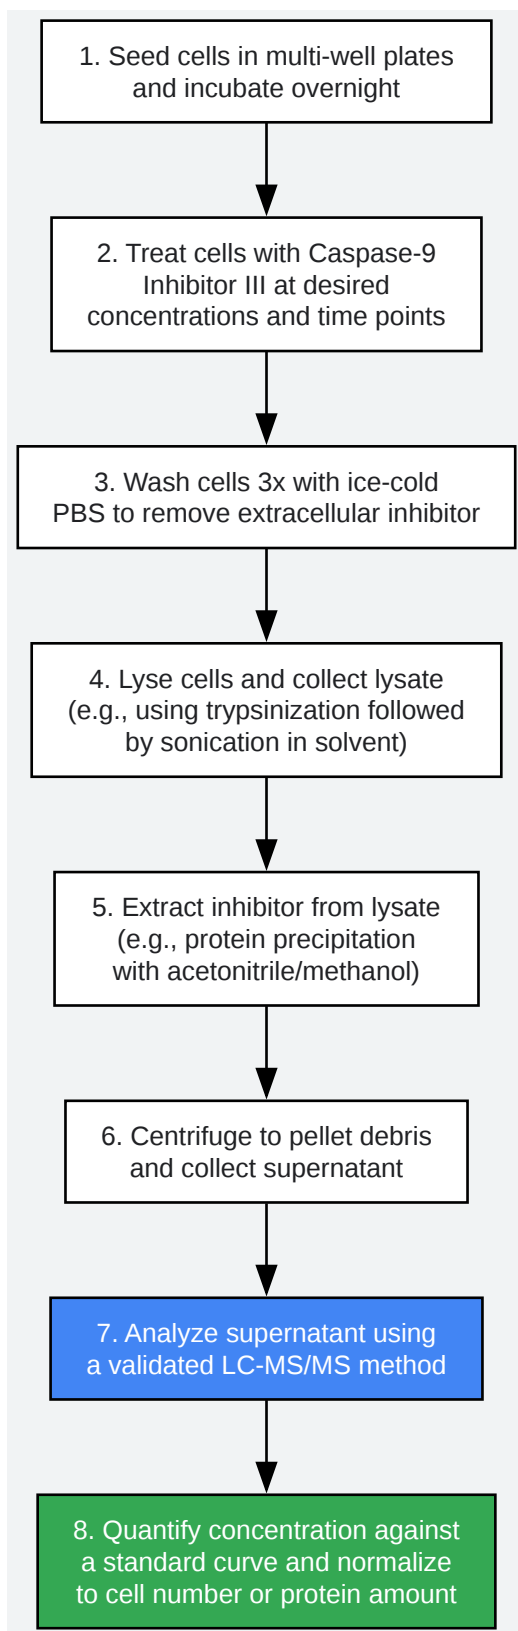 1. Seed cells in multi-well plates
and incubate overnight
2. Treat cells with Caspase-9
Inhibitor III at desired
concentrations and time points
3. Wash cells 3x with ice-cold
PBS to remove extracellular inhibitor
4. Lyse cells and collect lysate
(e.g., using trypsinization followed
by sonication in solvent)
5. Extract inhibitor from lysate
(e.g., protein precipitation
with acetonitrile/methanol)
6. Centrifuge to pellet debris
and collect supernatant
7. Analyze supernatant using
a validated LC-MS/MS method
8. Quantify concentration against
a standard curve and normalize
to cell number or protein amount